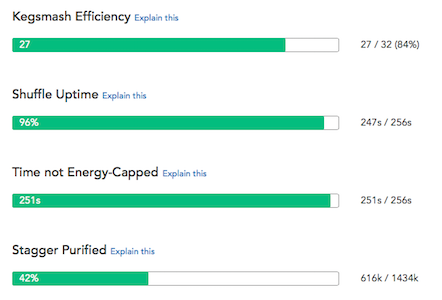 Kegsmash Efficiency Explain this
27 27 / 32 (84%)
Shuffle Uptime Explain this
96% 247s / 256s
Time not Energy-Capped Explain this
251s 251s / 256s
Stagger Purified Explain this
42% 616k / 1434k